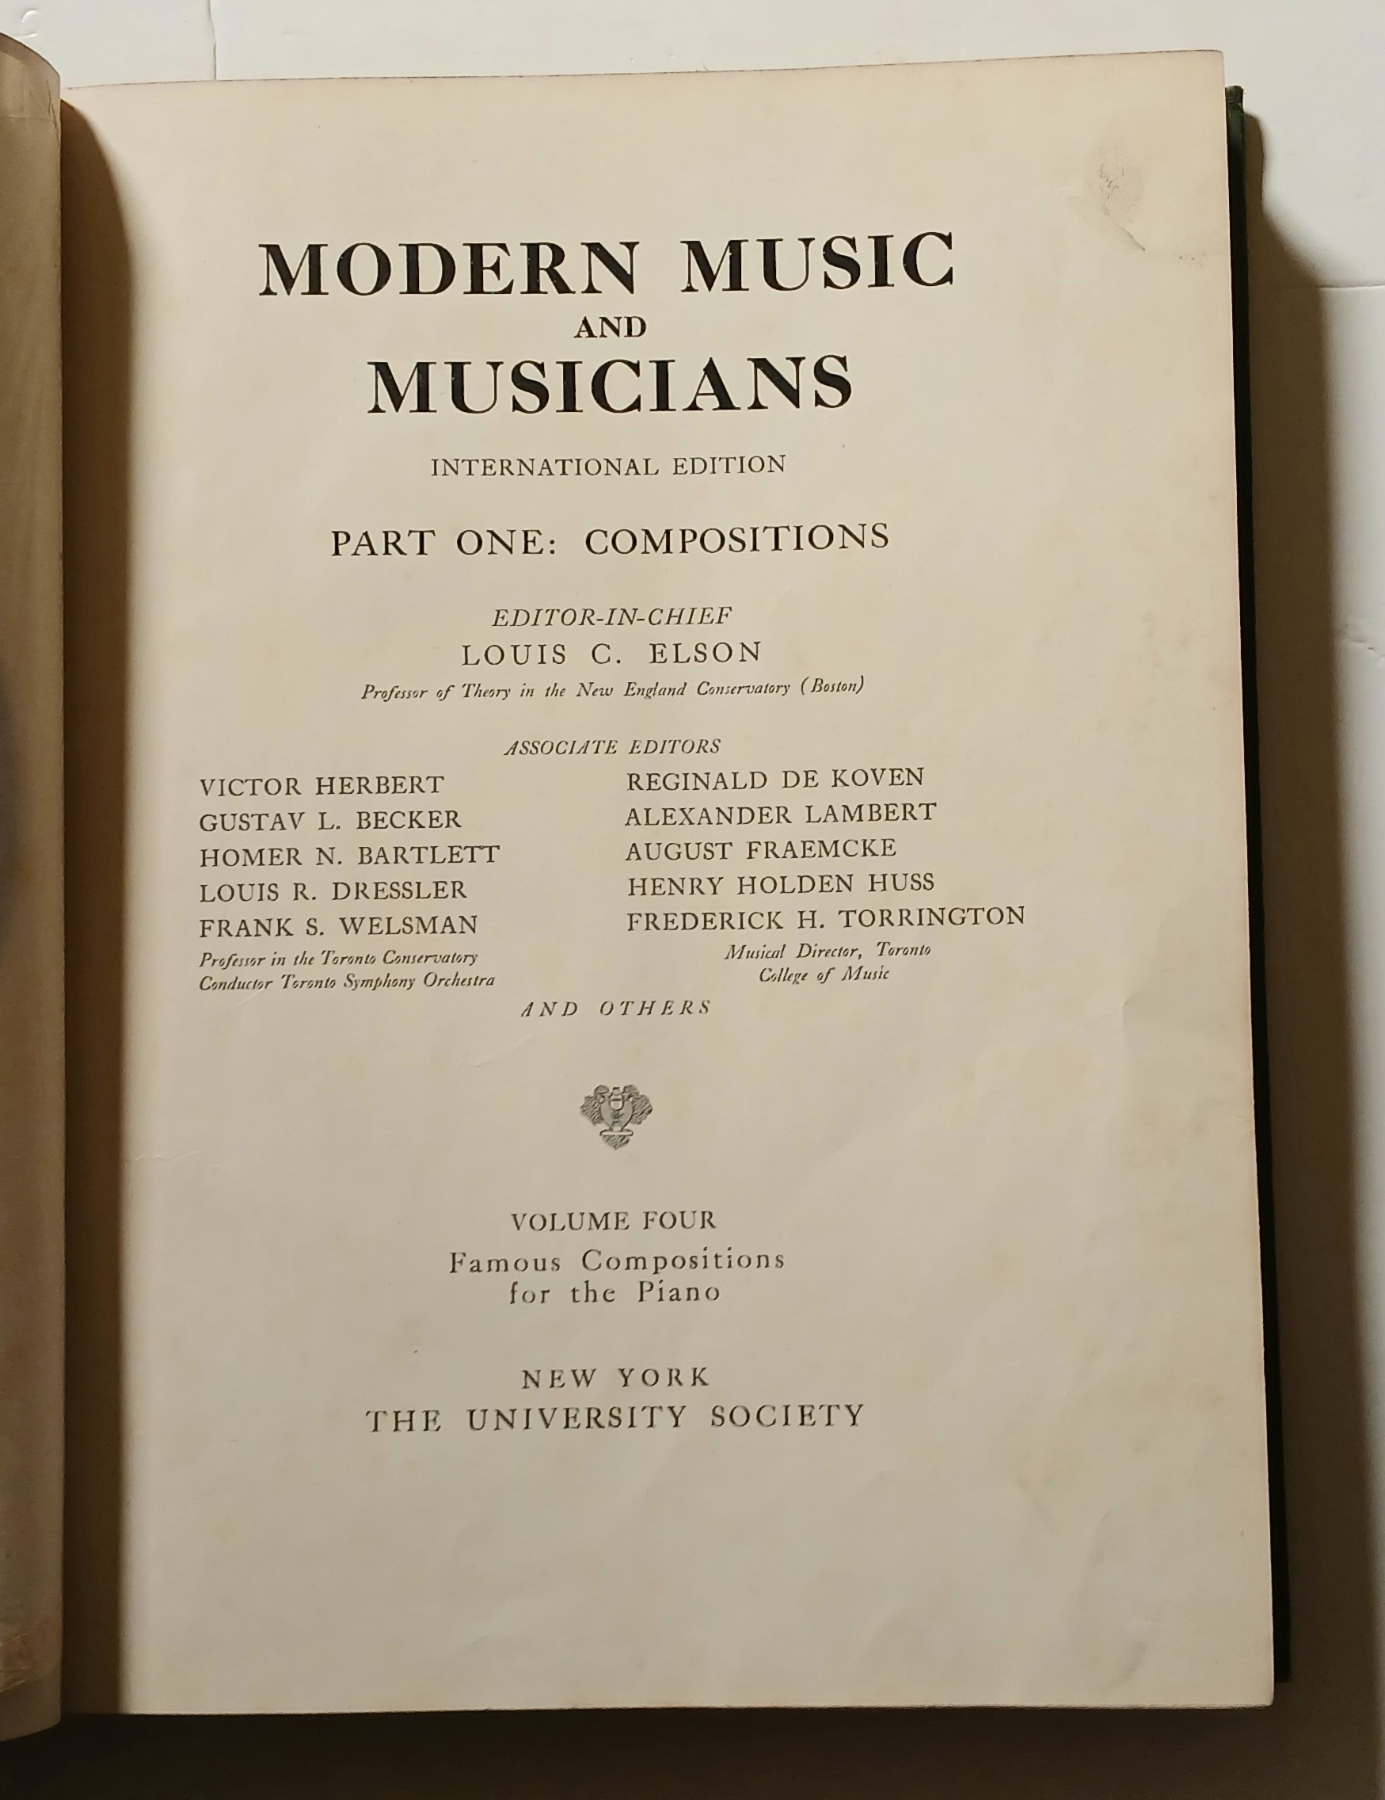 MODERN MUSIC
AND
MUSICIANS
INTERNATIONAL EDITION
PART ONE: COMPOSITIONS
EDITOR-IN-CHIEF
LOUIS C. ELSON
Professor of Theory in the New England Conservatory (Boston)
ASSOCIATE EDITORS
VICTOR HERBERT
GUSTAV L. BECKER
HOMER N. BARTLETT
LOUIS R. DRESSLER
FRANK S. WELSMAN
Professor in the Toronto Conservatory
Conductor Toronto Symphony Orchestra
REGINALD DE KOVEN
ALEXANDER LAMBERT
AUGUST FRAEMCKE
HENRY HOLDEN HUSS
FREDERICK H. TORRINGTON
Musical Director, Toronto
College of Music
AND OTHERS
VOLUME FOUR
Famous Compositions
for the Piano
NEW YORK
THE UNIVERSITY SOCIETY